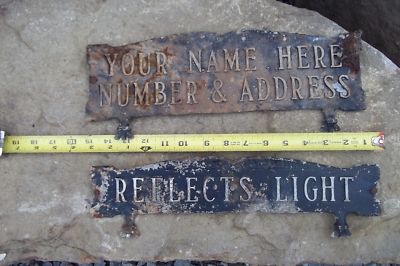 YOUR NAME HERE
NUMBER & ADDRESS
REFLECTS LIGHT